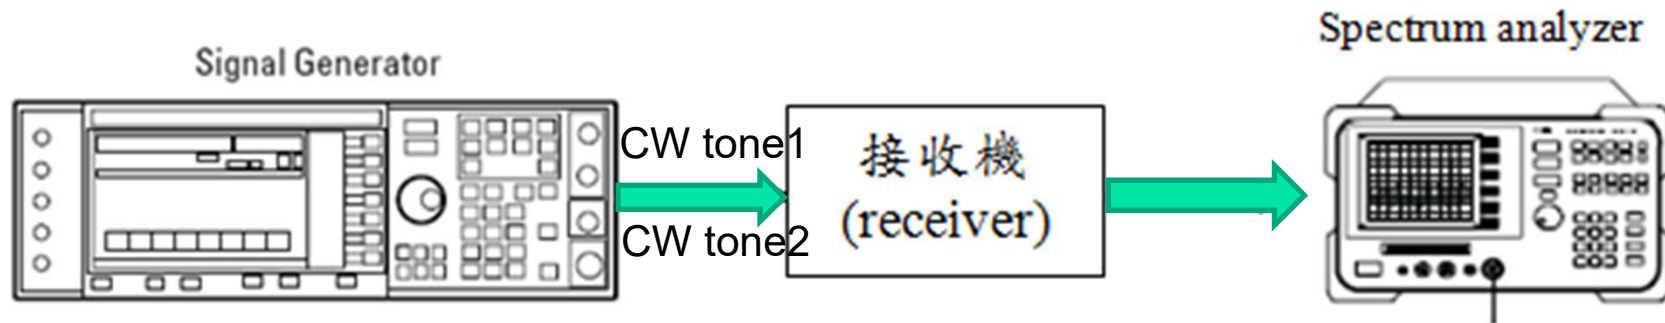 Signal Generator
CW tone1
CW tone2
接收機
(receiver)
Spectrum analyzer